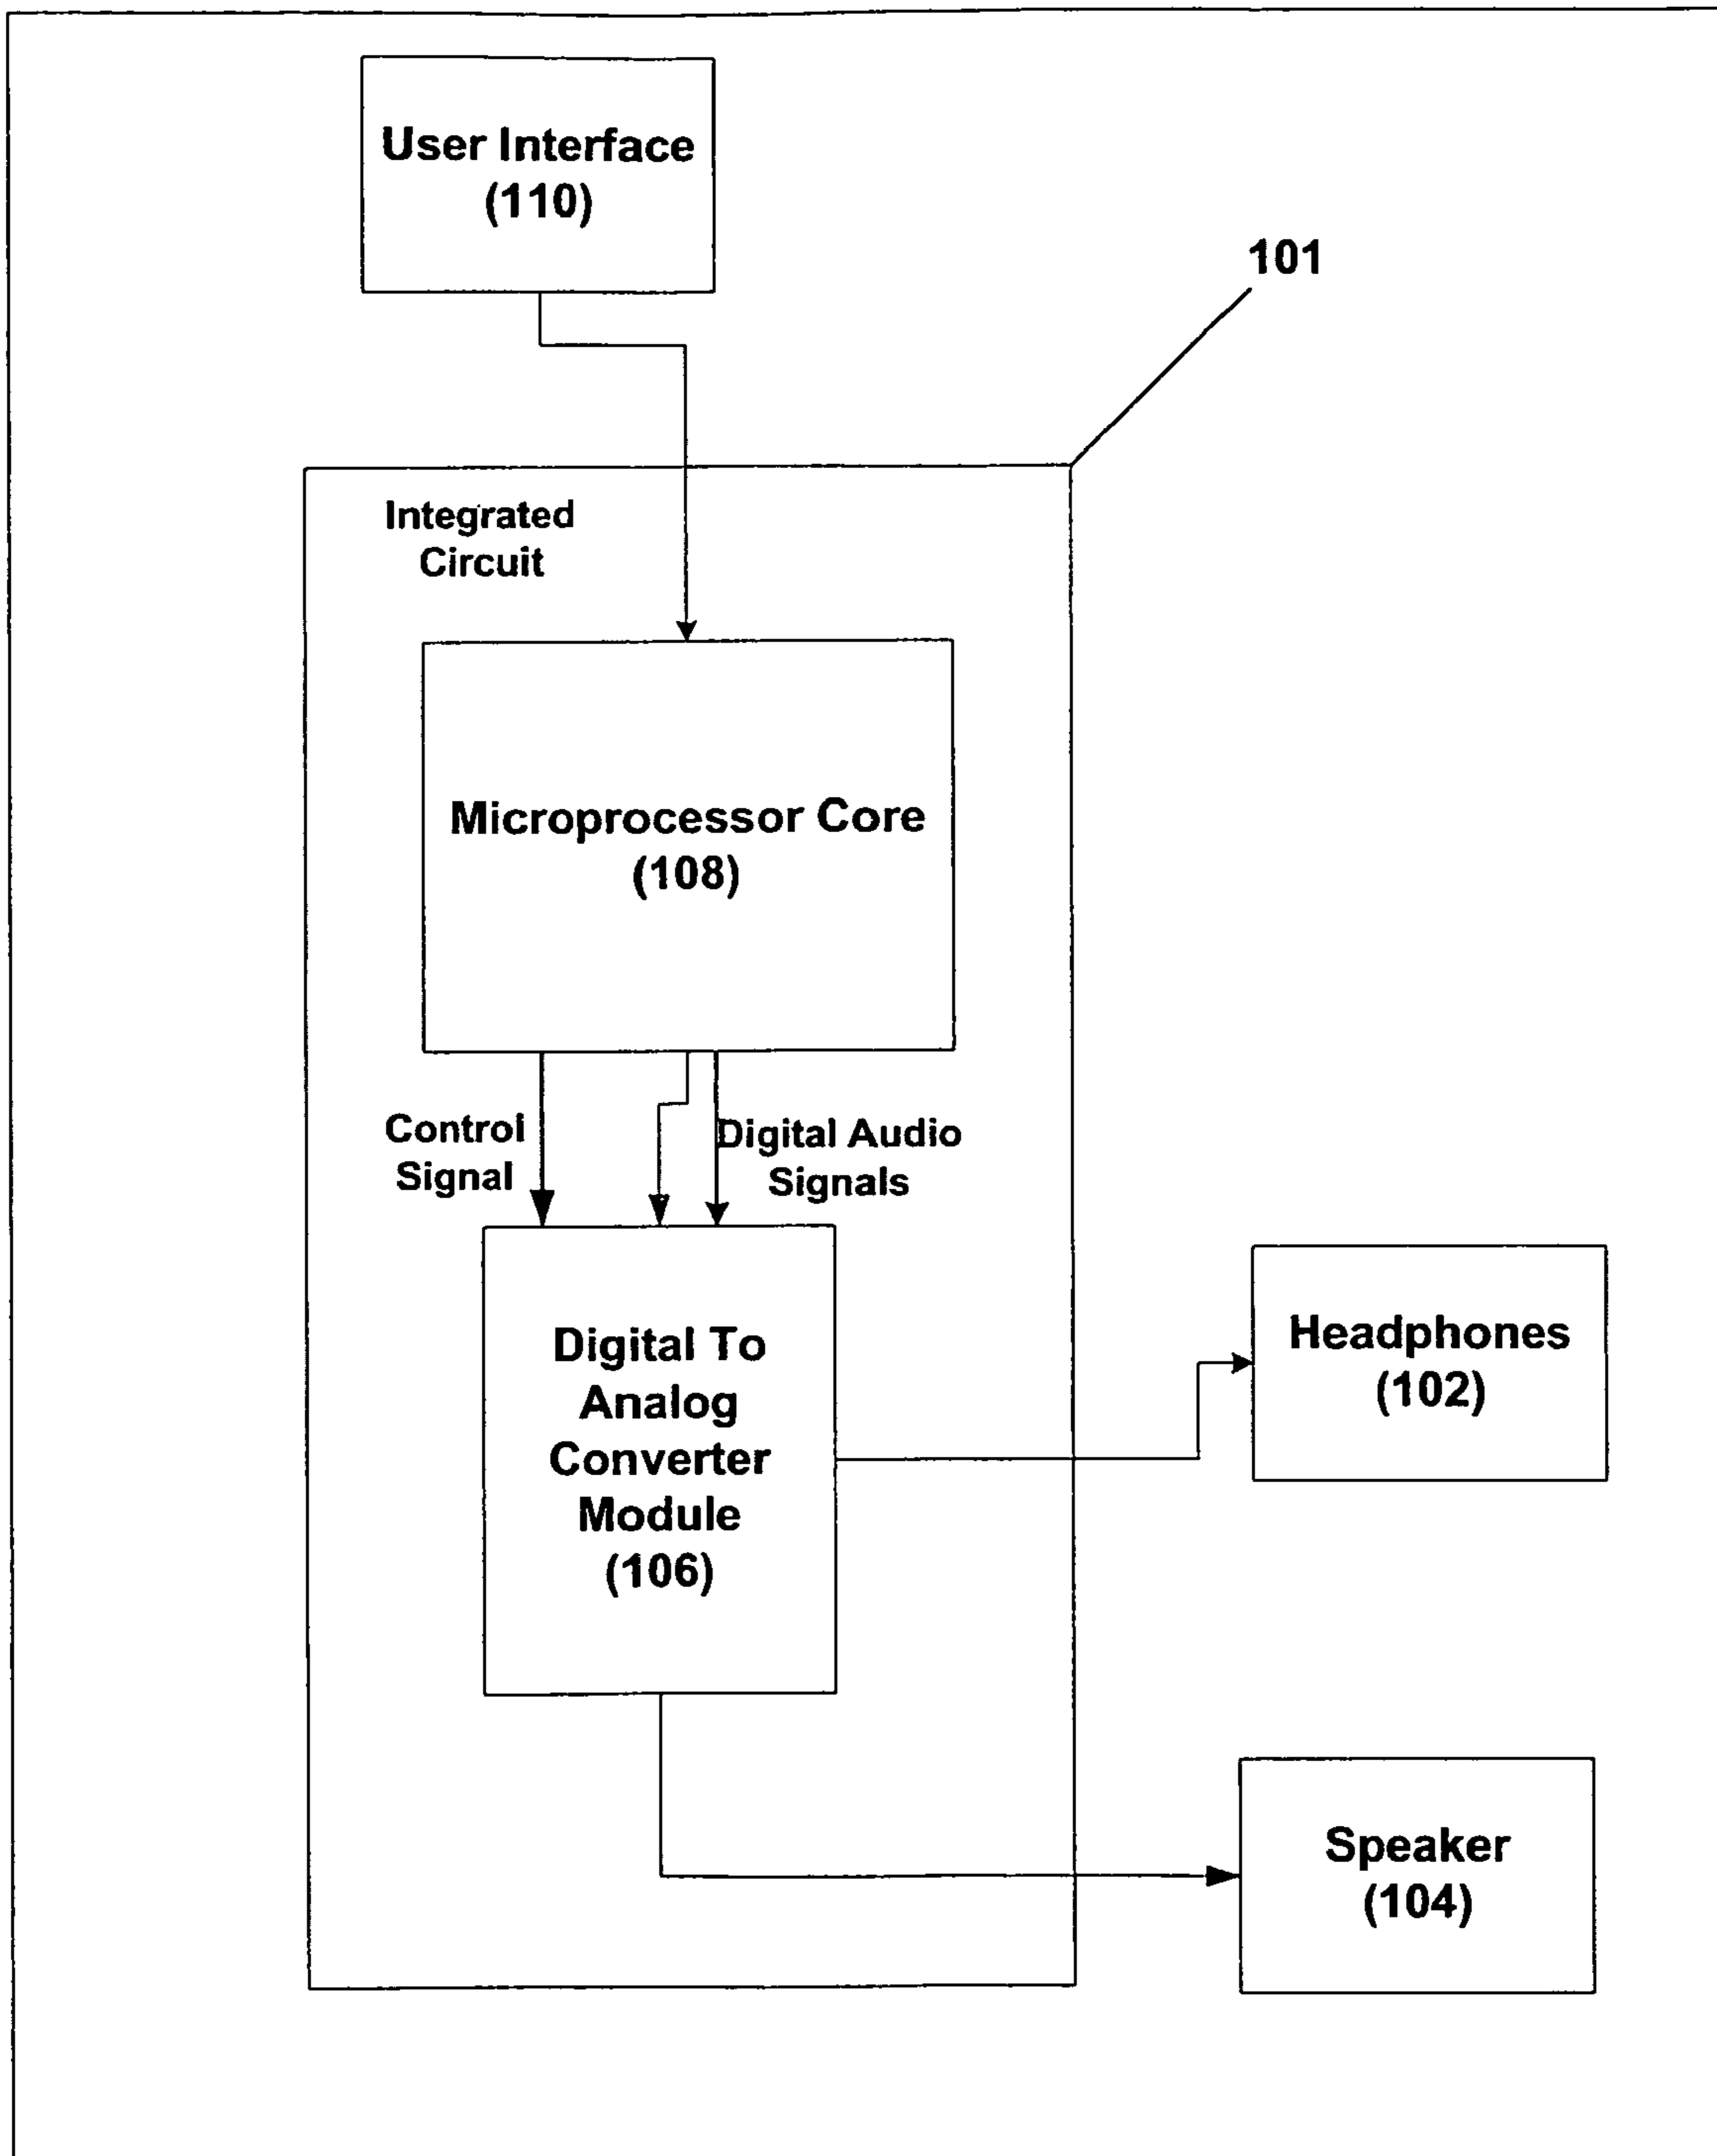 User Interface
(110)
101
Integrated
Circuit
Microprocessor Core
(108)
Control
Signal
Digital Audio
Signals
Digital To
Analog
Converter
Module
(106)
Headphones
(102)
Speaker
(104)